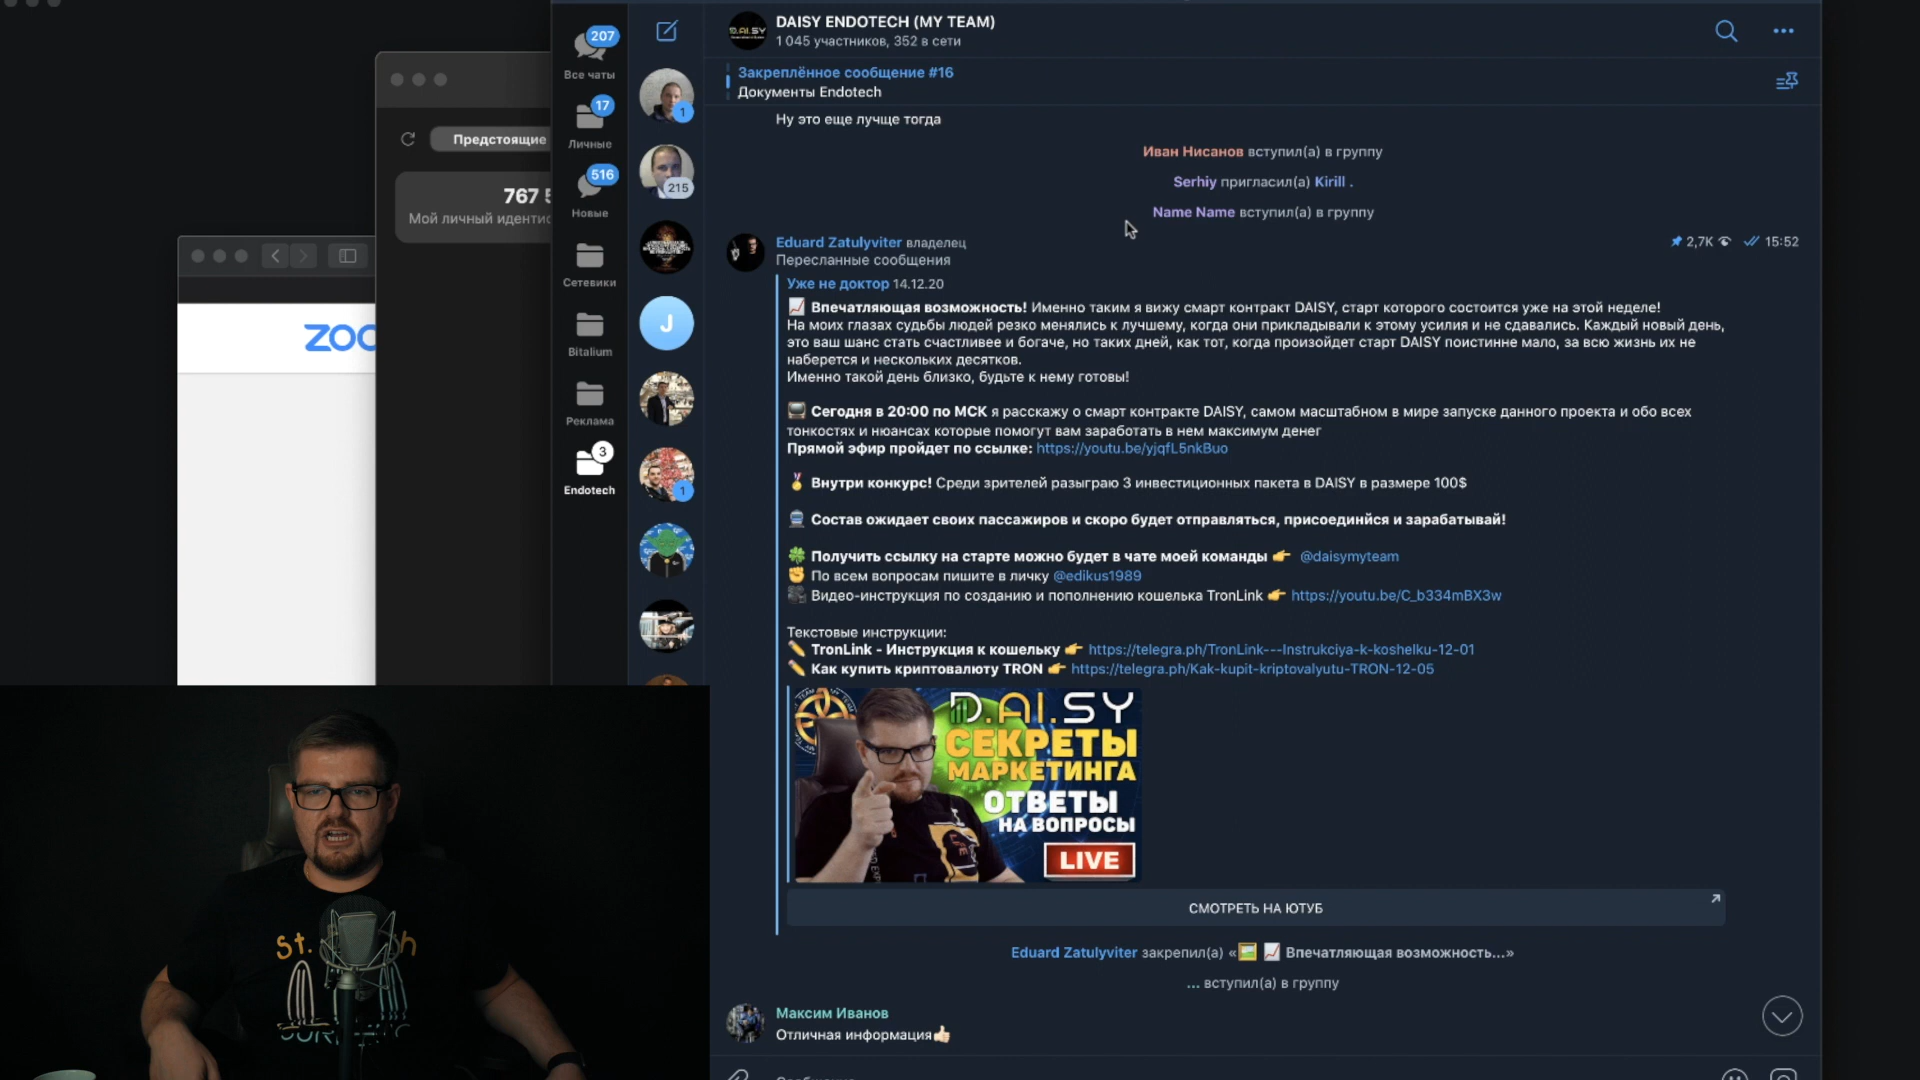 207
Все чаты
17
Личные
516
Новые
Сетевики
Bitalium
Реклама
3
Endotech
Предстоящие
767
Мой личный
1
215
J
1
DAISY ENDOTECH (MY TEAM)
1 045 участников, 352 в сети
Закреплённое сообщение #16
Документы Endotech
Ну это еще лучще тогда
Иван Нисанов вступил(а) в группу
Serhiy пригласил(а) Kirill .
Name Name вступил(а) в группу
Eduard Zatulyviter владелец
2,7K 15:52
Пересланные сообщения
Уже не доктор 14.12.20
📈 Впечатляющая возможность! Именно таким я вижу смарт контракт DAISY, старт которого состоится уже на этой неделе!
На моих глазах судьбы людей резко менялись к лучшему, когда они прикладывали к этому усилия и не сдавались. Каждый новый день,
это ваш шанс стать счастливее и богаче, но таких дней, как тот, когда произойдет старт DAISY поистинне мало, за всю жизнь их не
наберется и нескольких десятков.
Именно такой день близко, будьте к нему готовы!
Сегодня в 20:00 по МСК я расскажу о смарт контракте DAISY, самом масштабном в мире запуске данного проекта и обо всех
тонкостях и нюансах которые помогут вам заработать в нем максимум денег
Прямой эфир пройдет по ссылке: https://youtu.be/yjqfL5nkBuo
🏅 Внутри конкурс! Среди зрителей разыграю 3 инвестиционных пакета в DAISY в размере 100$
Состав ожидает своих пассажиров и скоро будет отправляться, присоединйся и зарабатывай!
🍀 Получить ссылку на старте можно будет в чате моей команды 👉 @daisymyteam
✊ По всем вопросам пишите в личку @edikus1989
🎥 Видео-инструкция по созданию и пополнению кошелька TronLink 👉 https://youtu.be/C_b334mBX3w
Текстовые инструкции:
✏️ TronLink - Инструкция к кошельку 👉 https://telegra.ph/TronLink---Instrukciya-k-koshelku-12-01
✏️ Как купить криптовалюту TRON 👉 https://telegra.ph/Kak-kupit-kriptovalyutu-TRON-12-05
D.AI.SY
СЕКРЕТЫ
МАРКЕТИНГА
ОТВЕТЫ
НА ВОПРОСЫ
LIVE
СМОТРЕТЬ НА ЮТУБ
Eduard Zatulyviter закрепил(а) «🖼 📈 Впечатляющая возможность...»
... вступил(а) в группу
Максим Иванов
Отличная информация👍🏻